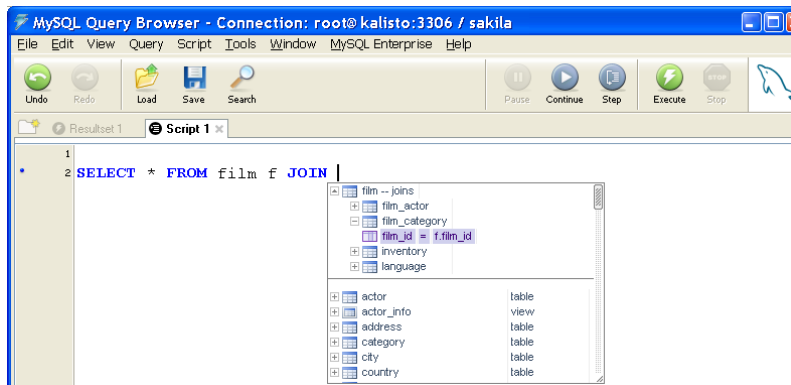 MySQL Query Browser - Connection: root@kalisto:3306 / sakila
File Edit View Query Script Tools Window MySQL Enterprise Help
Undo Redo Load Save Search Pause Continue Step Execute Stop
Resultset 1 Script 1
1
2 SELECT * FROM film f JOIN
film -- joins
film_actor
film_category
film_id = f.film_id
inventory
language
actor table
actor_info view
address table
category table
city table
country table